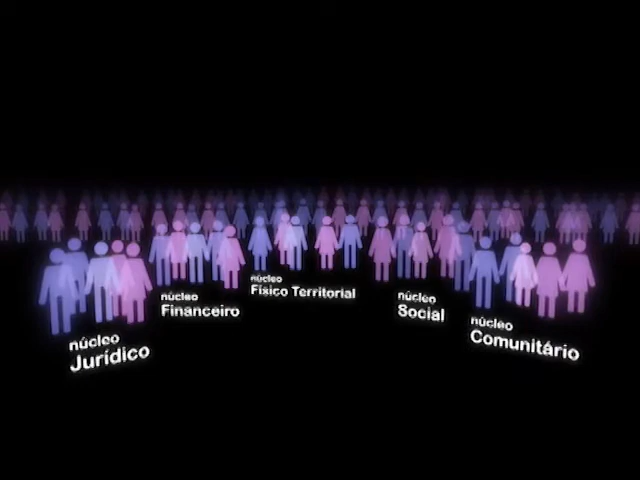 núcleo
Jurídico
núcleo
Financeiro
núcleo
Físico Territorial
núcleo
Social
núcleo
Comunitário